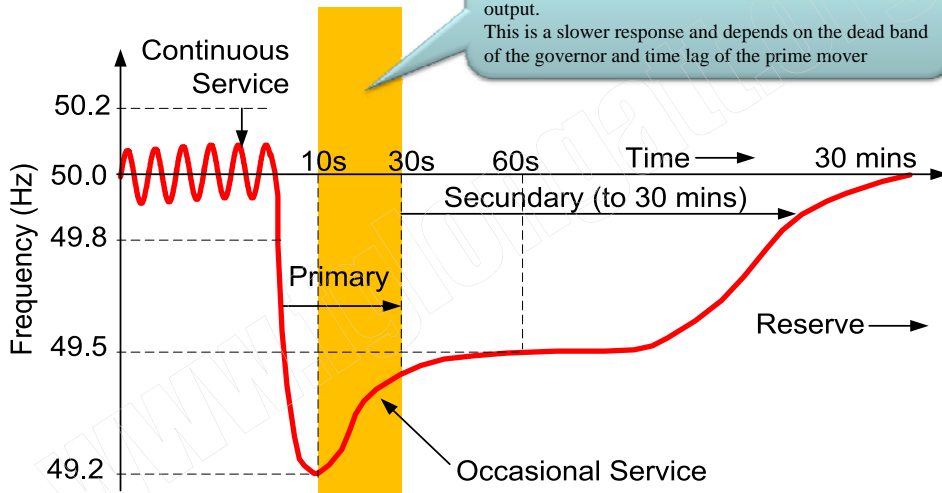 output.
This is a slower response and depends on the dead band
of the governor and time lag of the prime mover
Continuous
Service
50.2
10s
30s
60s
Time
30 mins
50.0
Secundary (to 30 mins)
49.8
Primary
Frequency (Hz)
Reserve
49.5
Occasional Service
49.2